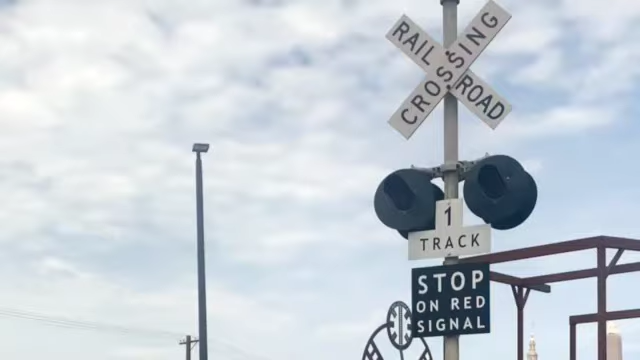 RAIL ROAD
CROSSING
1
TRACK
STOP
ON RED
SIGNAL